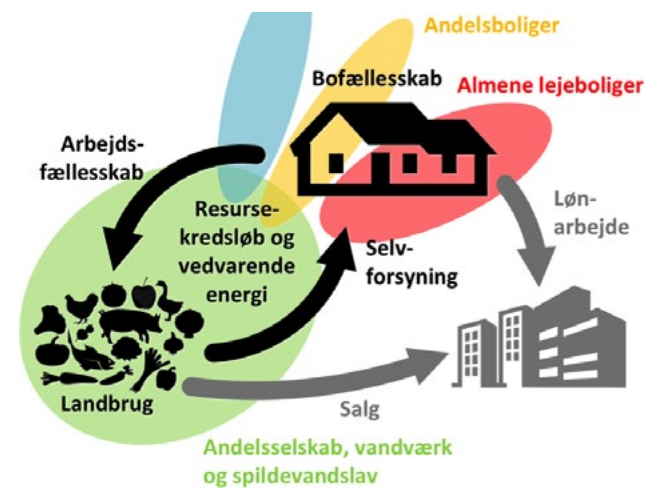 Andelsboliger
Bofællesskab
Almene lejeboliger
Arbejds-
fællesskab
Resurse-
kredsløb og
vedvarende
energi
Løn-
arbejde
Selv-
forsyning
Landbrug
Salg
Andelsselskab, vandværk
og spildevandslav